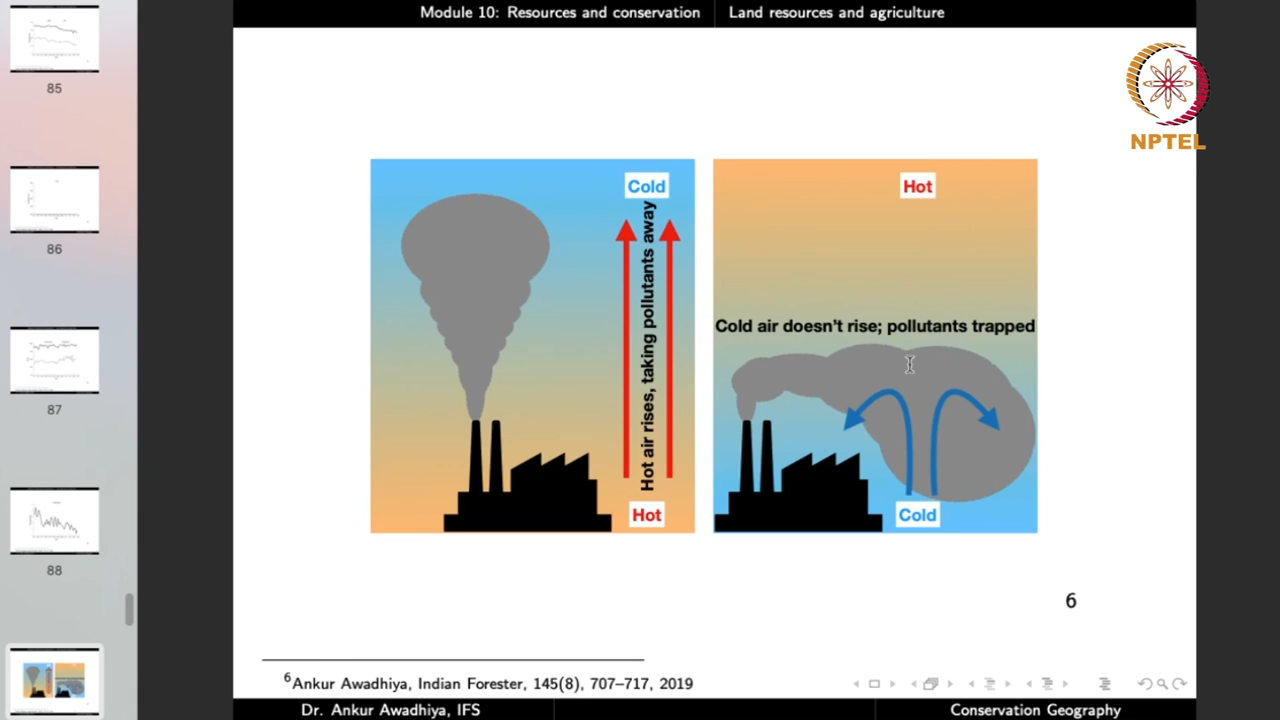 Module 10: Resources and conservation
Land resources and agriculture
NPTEL
85
86
87
88
Cold
Hot air rises, taking pollutants away
Hot
Hot
Cold air doesn't rise; pollutants trapped
Cold
6
6Ankur Awadhiya, Indian Forester, 145(8), 707–717, 2019
Dr. Ankur Awadhiya, IFS
Conservation Geography